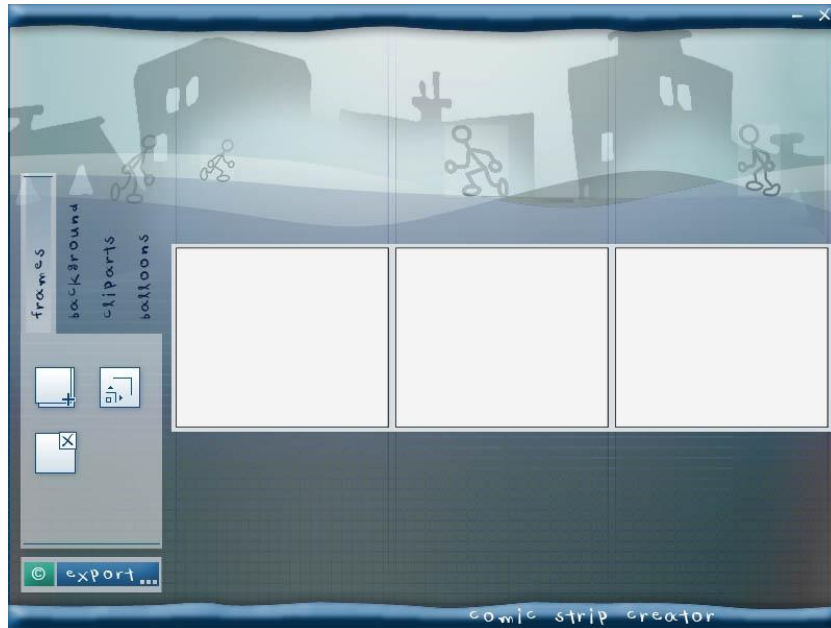 frames
background
cliparts
balloons
© export...
comic strip creator